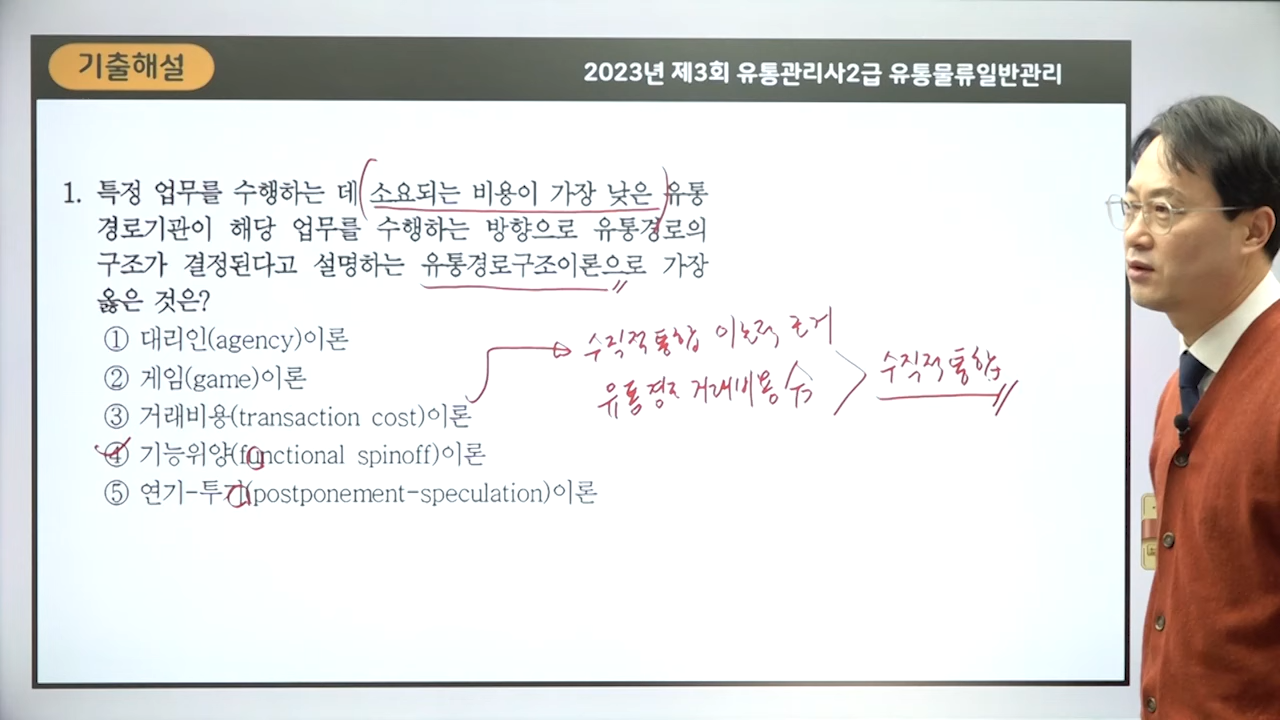 기출해설
2023년 제3회 유통관리사2급 유통물류일반관리
1. 특정 업무를 수행하는 데 소요되는 비용이 가장 낮은 유통
경로기관이 해당 업무를 수행하는 방향으로 유통경로의
구조가 결정된다고 설명하는 유통경로구조이론으로 가장
옳은 것은?
① 대리인(agency)이론
② 게임(game)이론
③ 거래비용(transaction cost)이론
④ 기능위양(functional spinoff)이론
⑤ 연기-투기(postponement-speculation)이론
수직적 통합 이론적 근거
유통경로 거래비용
수직적 통합